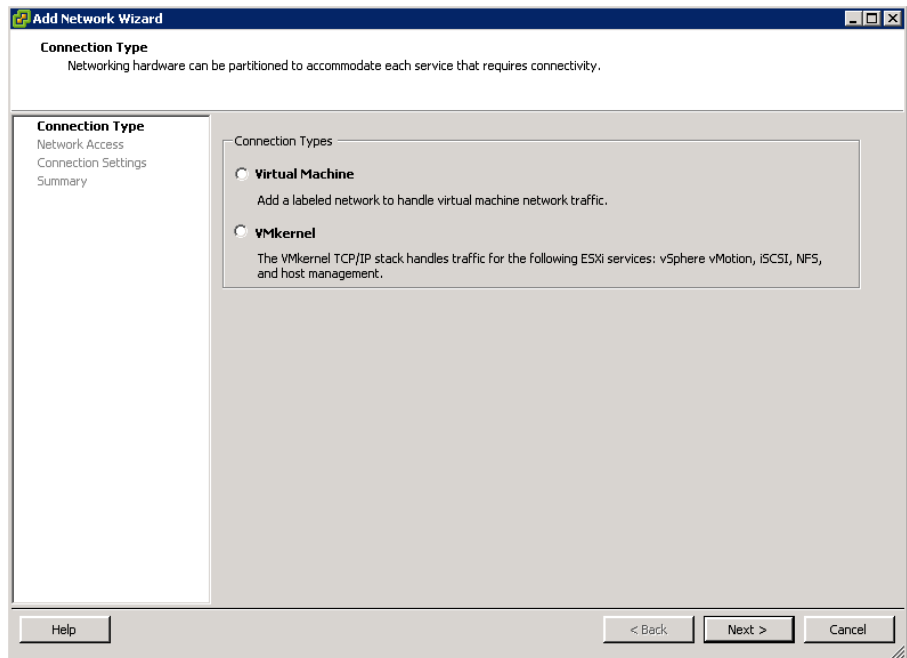 Add Network Wizard
Connection Type
Networking hardware can be partitioned to accommodate each service that requires connectivity.
Connection Type
Network Access
Connection Settings
Summary
Connection Types
Virtual Machine
Add a labeled network to handle virtual machine network traffic.
VMkernel
The VMkernel TCP/IP stack handles traffic for the following ESXi services: vSphere vMotion, iSCSI, NFS,
and host management.
Help
< Back
Next >
Cancel